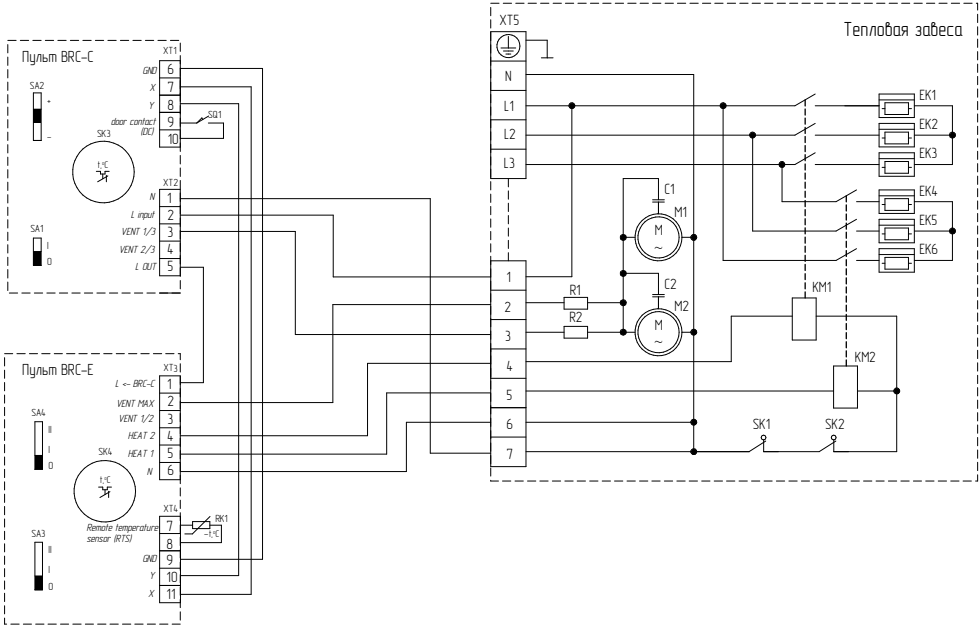 Пульт BRC-C
XT1
SA2
+
-
SK3
t,°C
SA1
I
0
GND 6
X 7
Y 8
door contact (DC) 9
10
SQ1
XT2
N 1
L input 2
VENT 1/3 3
VENT 2/3 4
L OUT 5
Пульт BRC-E
XT3
SA4
II
I
0
SK4
t,°C
SA3
II
I
0
L <- BRC-C 1
VENT MAX 2
VENT 1/2 3
HEAT 2 4
HEAT 1 5
N 6
XT4
Remote temperature
sensor (RTS)
7
8
RK1
-t,°C
GND 9
Y 10
X 11
Тепловая завеса
XT5
N
L1
L2
L3
1
2
3
4
5
6
7
EK1
EK2
EK3
EK4
EK5
EK6
C1
M1
M
~
C2
M2
M
~
R1
R2
KM1
KM2
SK1
SK2